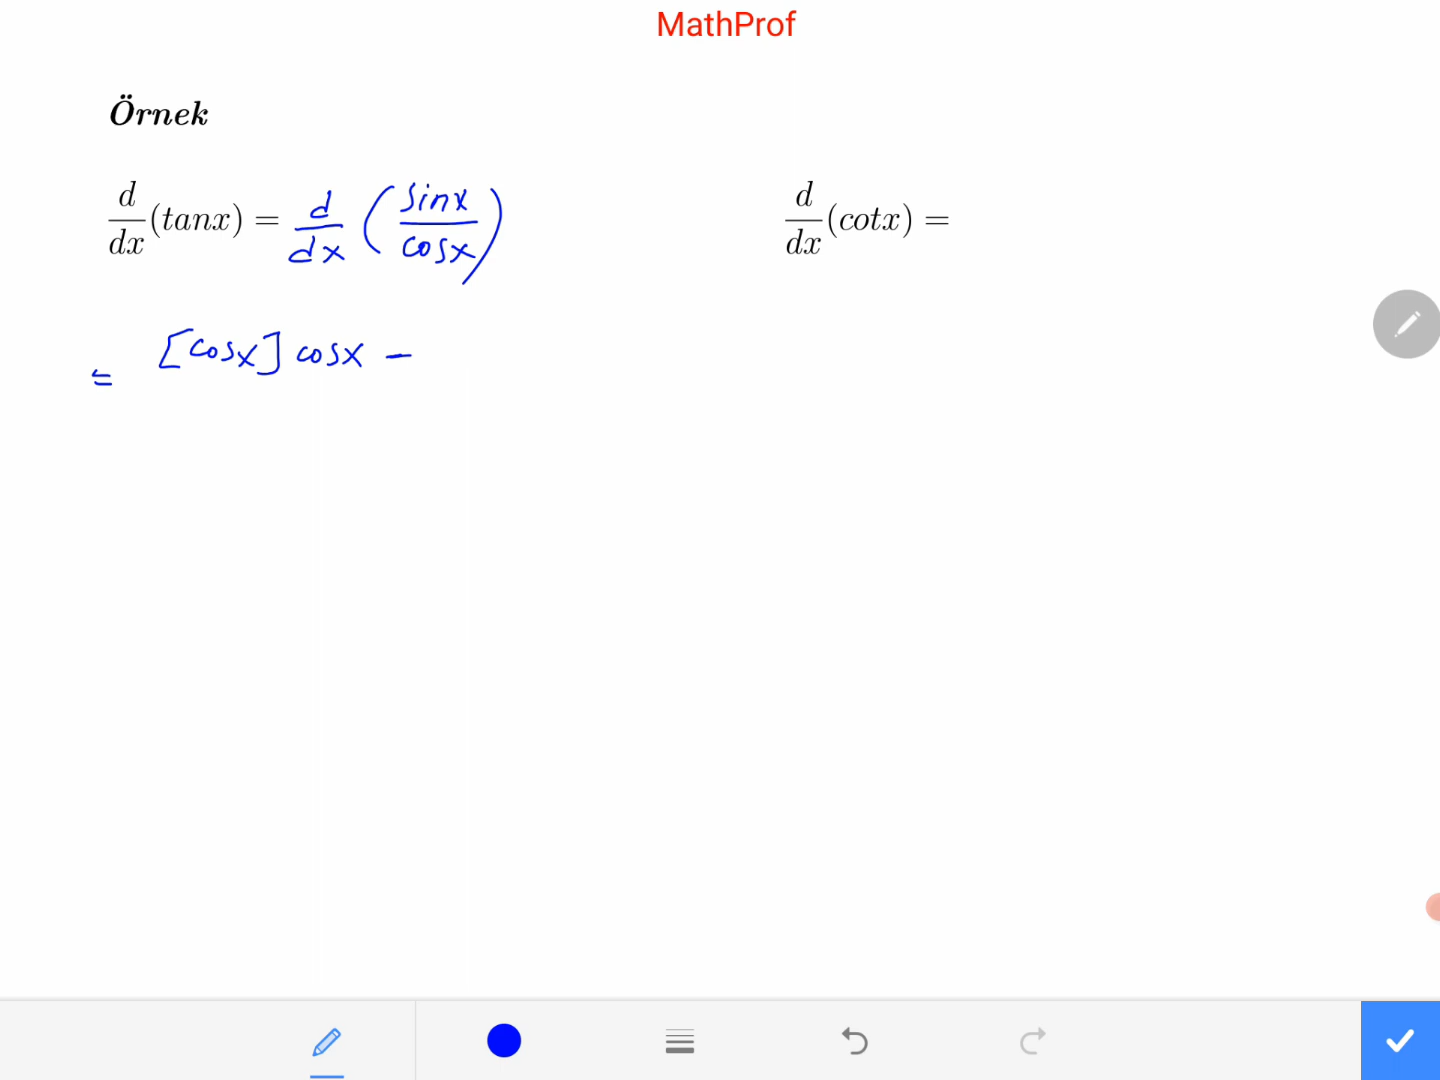 MathProf
Örnek
d/dx (tanx) = d/dx (sinx/cosx)
d/dx (cotx) =
= [cosx] cosx −